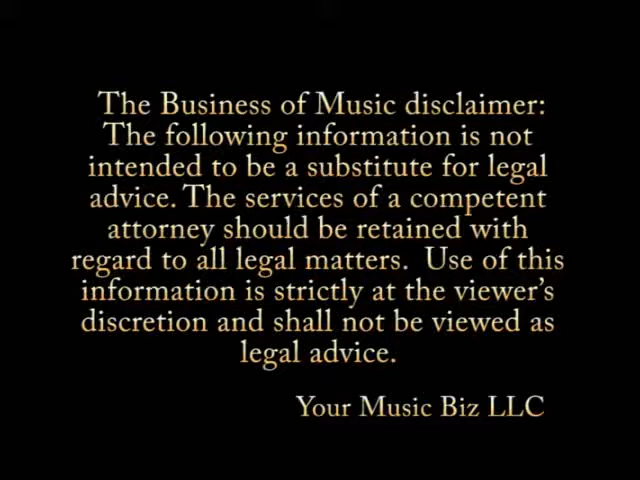 The Business of Music disclaimer:
The following information is not
intended to be a substitute for legal
advice. The services of a competent
attorney should be retained with
regard to all legal matters.  Use of this
information is strictly at the viewer's
discretion and shall not be viewed as
legal advice.
Your Music Biz LLC